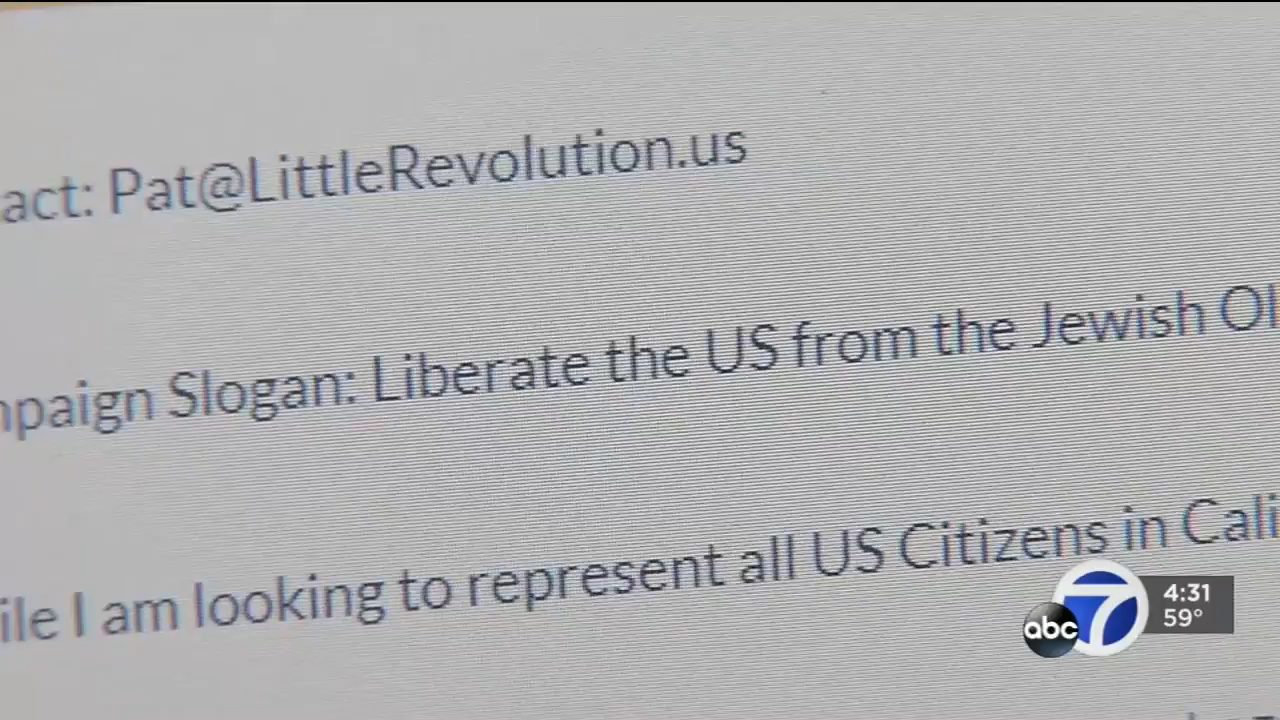 act: Pat@LittleRevolution.us
mpaign Slogan: Liberate the US from the Jewish Ol
ile I am looking to represent all US Citizens in Cali
abc 7
4:31
59°